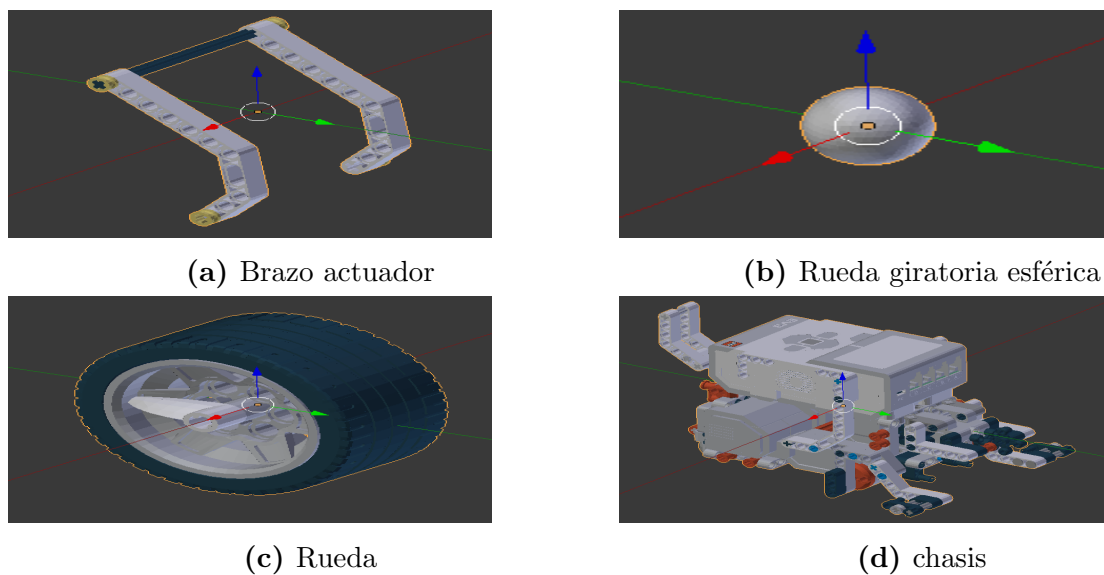 (a) Brazo actuador
(b) Rueda giratoria esférica
(c) Rueda
(d) chasis